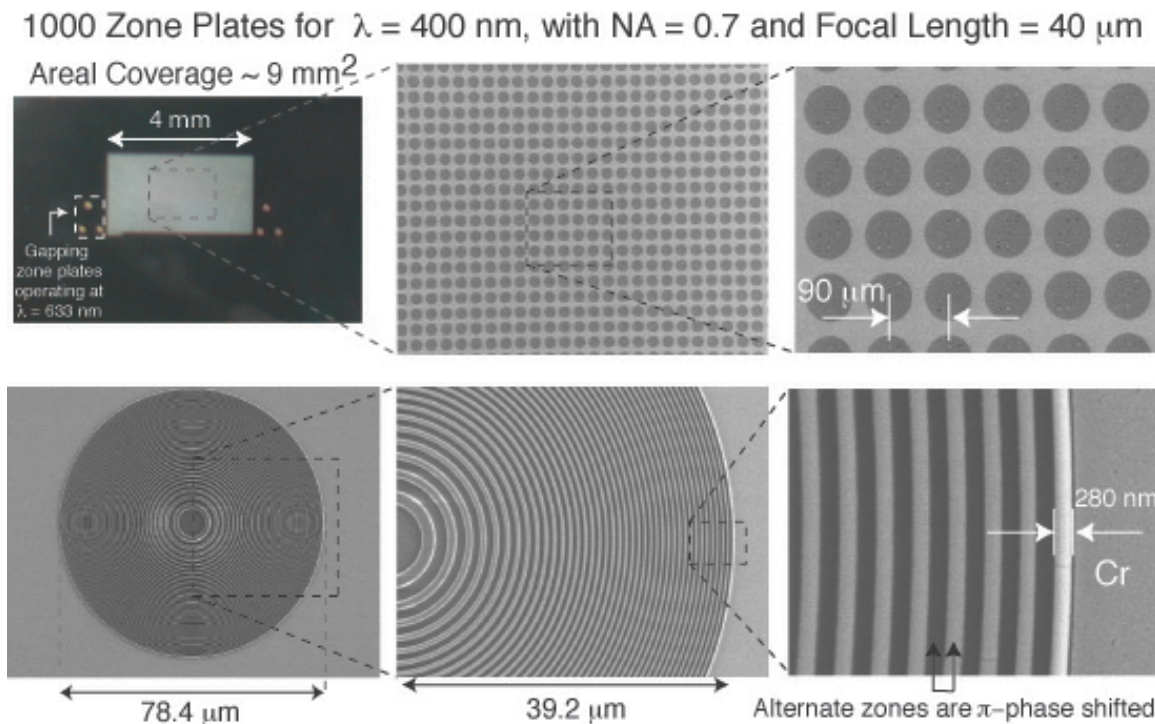 1000 Zone Plates for λ = 400 nm, with NA = 0.7 and Focal Length = 40 μm
Areal Coverage ~ 9 mm²
4 mm
Gapping
zone plates
operating at
λ = 633 nm
90 μm
280 nm
Cr
78.4 μm
39.2 μm
Alternate zones are π-phase shifted